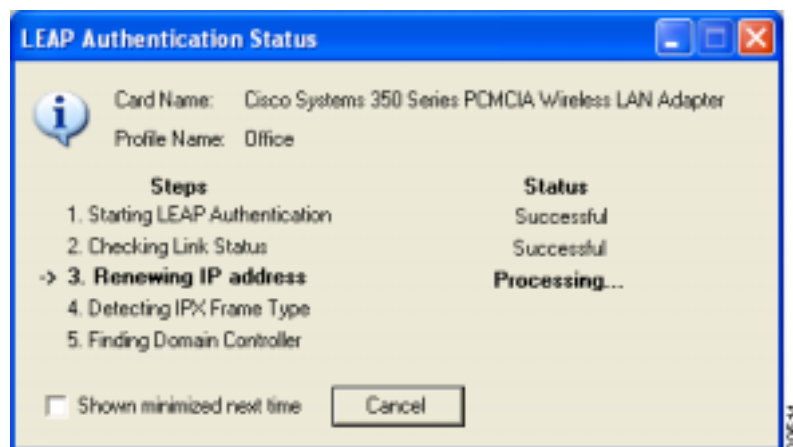 LEAP Authentication Status
Card Name: Cisco Systems 350 Series PCMCIA Wireless LAN Adapter
Profile Name: Office
Steps Status
1. Starting LEAP Authentication Successful
2. Checking Link Status Successful
-> 3. Renewing IP address Processing...
4. Detecting IPX Frame Type
5. Finding Domain Controller
Shown minimized next time Cancel